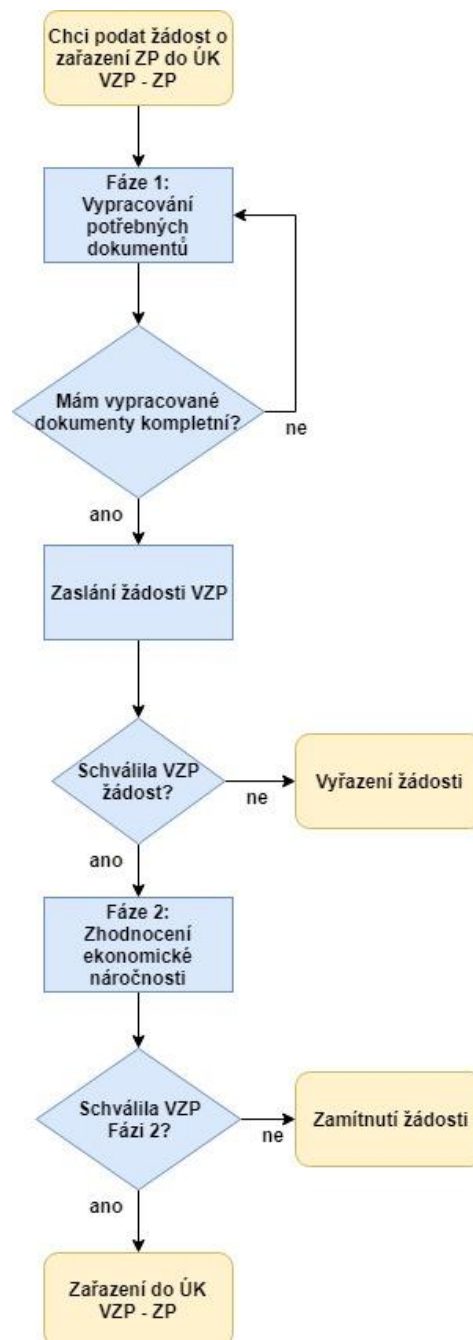 Chci podat žádost o
zařazení ZP do ÚK
VZP - ZP
Fáze 1:
Vypracování
potřebných
dokumentů
Mám vypracované
dokumenty kompletní?
ne
ano
Zaslání žádosti VZP
Schválila VZP
žádost?
ne
Vyřazení žádosti
ano
Fáze 2:
Zhodnocení
ekonomické
náročnosti
Schválila VZP
Fázi 2?
ne
Zamítnutí žádosti
ano
Zařazení do ÚK
VZP - ZP